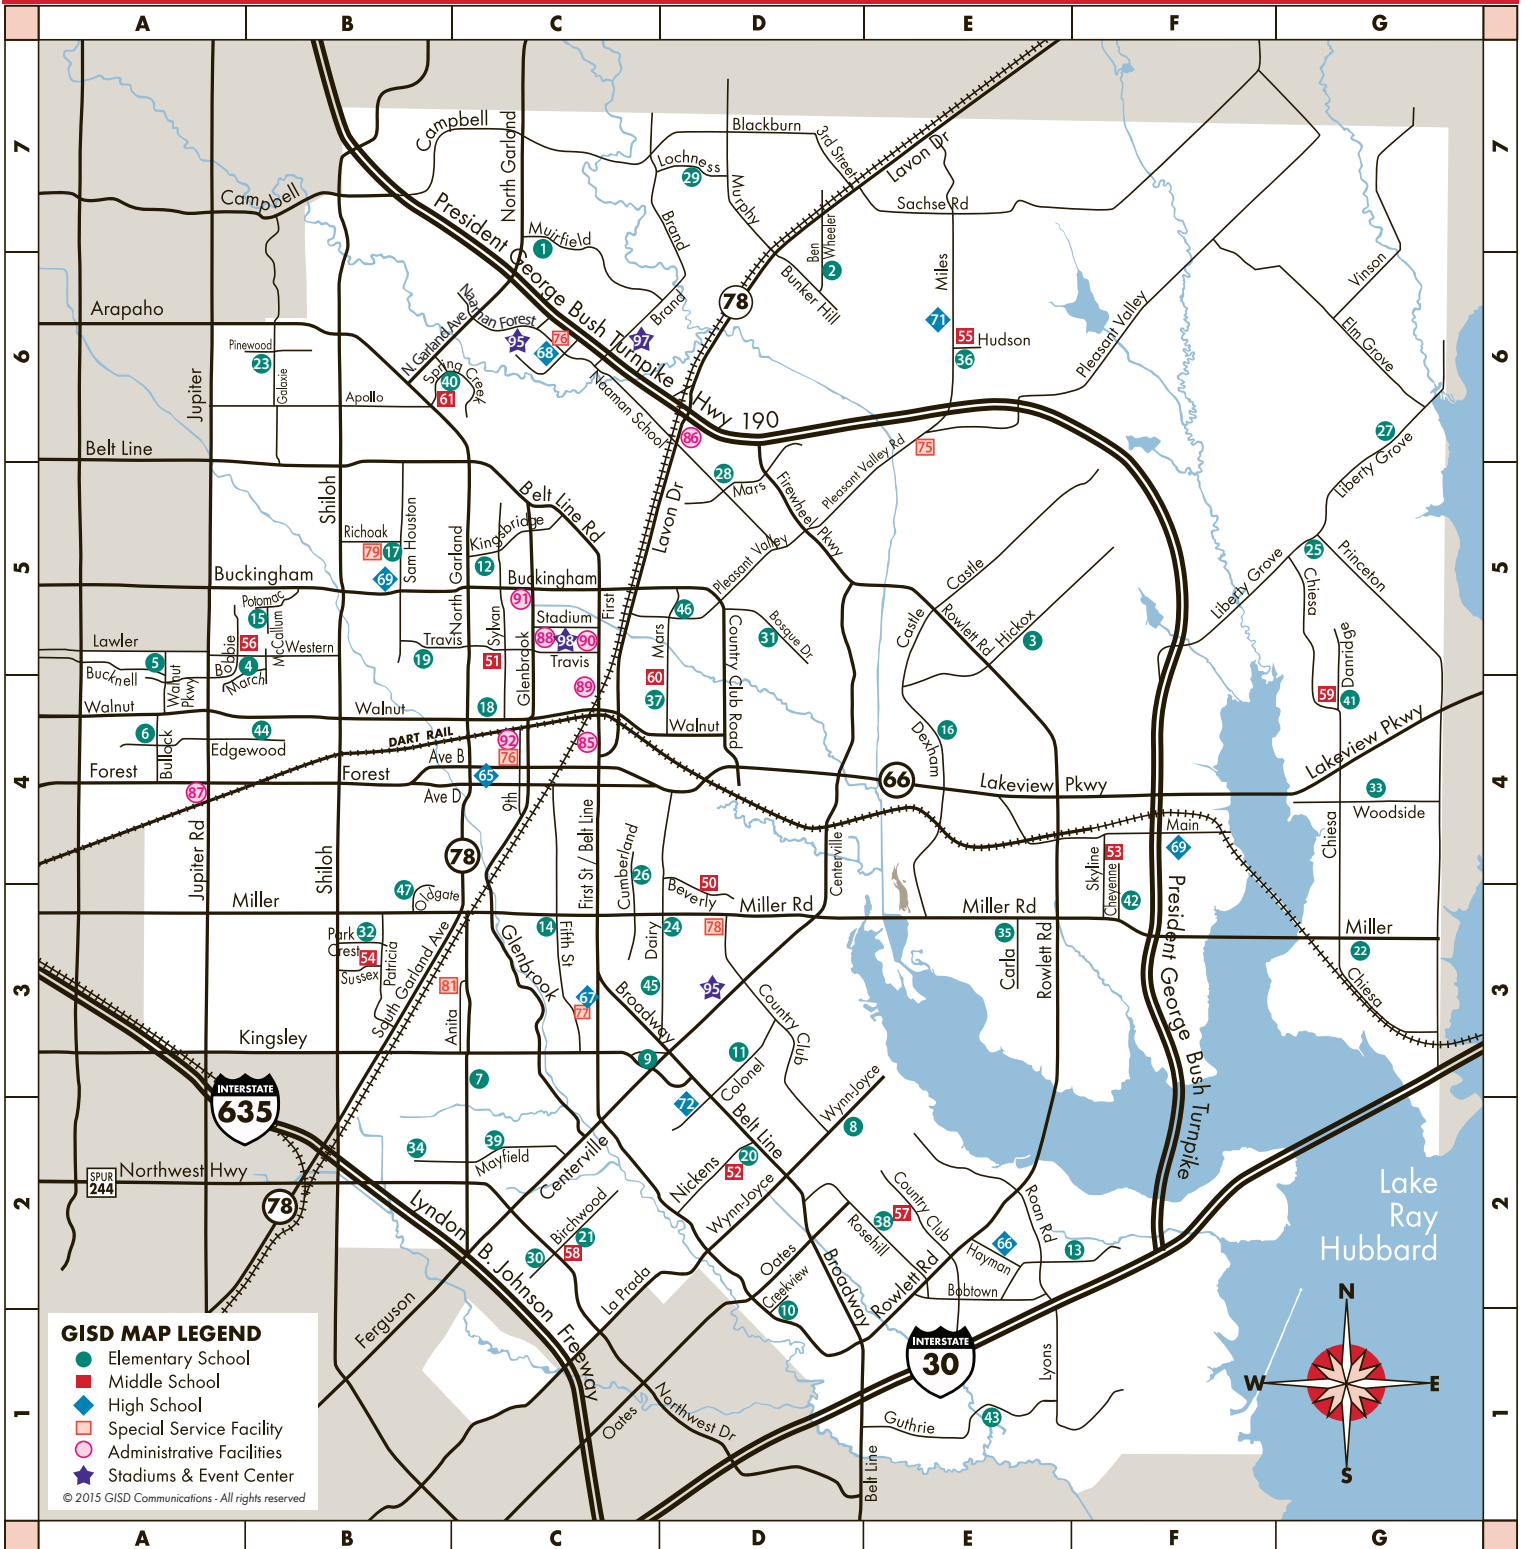 A B C D E F G
7
Campbell
North Garland
Blackburn
3rd Street
Lavon Dr
Lochness
29
Murphy
Campbell
Sachse Rd
7
President George Bush Turnpike Hwy 190
Muirfield
1
Brand
Ben Wheeler
2
Bunker Hill
Miles
Vinson
78
Arapaho
Naaman Forest
N. Garland Ave
Brand
95
76
68
97
71
55
Hudson
36
Pleasant Valley
Elm Grove
6
Pinewood
23
Galaxie
Jupiter
Spring Creek
40
61
Apollo
Naaman School
86
6
Belt Line
75
27
Liberty Grove
Shiloh
28
Mars
Firewheel Pkwy
Pleasant Valley Rd
Belt Line Rd
Lavon Dr
Richoak
79
17
Sam Houston
North Garland
Kingsbridge
12
69
Pleasant Valley
Castle
25
Princeton
Liberty Grove
Chiesa
5
Buckingham
Buckingham
91
First
46
5
Potomac
15
McCallum
Bobbie
56
Western
Lawler
5
4
March
Bucknell
Walnut Pkwy
Travis
19
Sylvan
51
Glenbrook
Stadium
88
98
90
Travis
89
Mars
60
37
31
Bosque Dr
Country Club Road
Castle
Rowlett Rd
Hickox
3
Danridge
59
41
Walnut
Walnut
18
Walnut
6
Bullock
44
Edgewood
DART RAIL
92
85
76
Ave B
16
Dexham
Lakeview Pkwy
Forest
Forest
65
66
Lakeview Pkwy
4
87
Ave D
9th
33
Woodside
4
Jupiter Rd
Shiloh
78
First St / Belt Line
Cumberland
26
Centerville
Main
69
53
Skyline
Cheyenne
42
Chiesa
47
Oldgate
50
Beverly
Miller
Miller Rd
Miller Rd
Miller
Park Crest
32
54
Sussex
Patricia
South Garland Ave
14
Fifth St
Glenbrook
Dairy
24
78
35
Carla
Rowlett Rd
22
Chiesa
President George Bush Turnpike
3
81
Anita
67
77
45
Broadway
95
Country Club
3
Kingsley
9
11
Colonel
7
INTERSTATE
635
72
Belt Line
Wynn-Joyce
8
34
39
Mayfield
Centerville
Nickens
20
52
Wynn-Joyce
Northwest Hwy
SPUR
244
78
Lyndon B. Johnson Freeway
Birchwood
21
58
30
La Prada
Oates
Creekview
10
Rosehill
38
57
Country Club
Broadway
Rowlett Rd
66
Hayman
Bobtown
Roan Rd
13
Lake
Ray
Hubbard
2
2
Ferguson
INTERSTATE
30
Lyons
Oates
Northwest Dr
Guthrie
43
Belt Line
N
W
E
S
1
1
GISD MAP LEGEND
Elementary School
Middle School
High School
Special Service Facility
Administrative Facilities
Stadiums & Event Center
© 2015 GISD Communications - All rights reserved
A B C D E F G